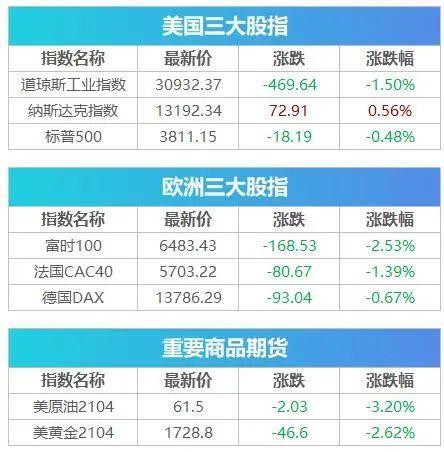 美国三大股指
指数名称 最新价 涨跌 涨跌幅
道琼斯工业指数 30932.37 -469.64 -1.50%
纳斯达克指数 13192.34 72.91 0.56%
标普500 3811.15 -18.19 -0.48%
欧洲三大股指
指数名称 最新价 涨跌 涨跌幅
富时100 6483.43 -168.53 -2.53%
法国CAC40 5703.22 -80.67 -1.39%
德国DAX 13786.29 -93.04 -0.67%
重要商品期货
指数名称 最新价 涨跌 涨跌幅
美原油2104 61.5 -2.03 -3.20%
美黄金2104 1728.8 -46.6 -2.62%